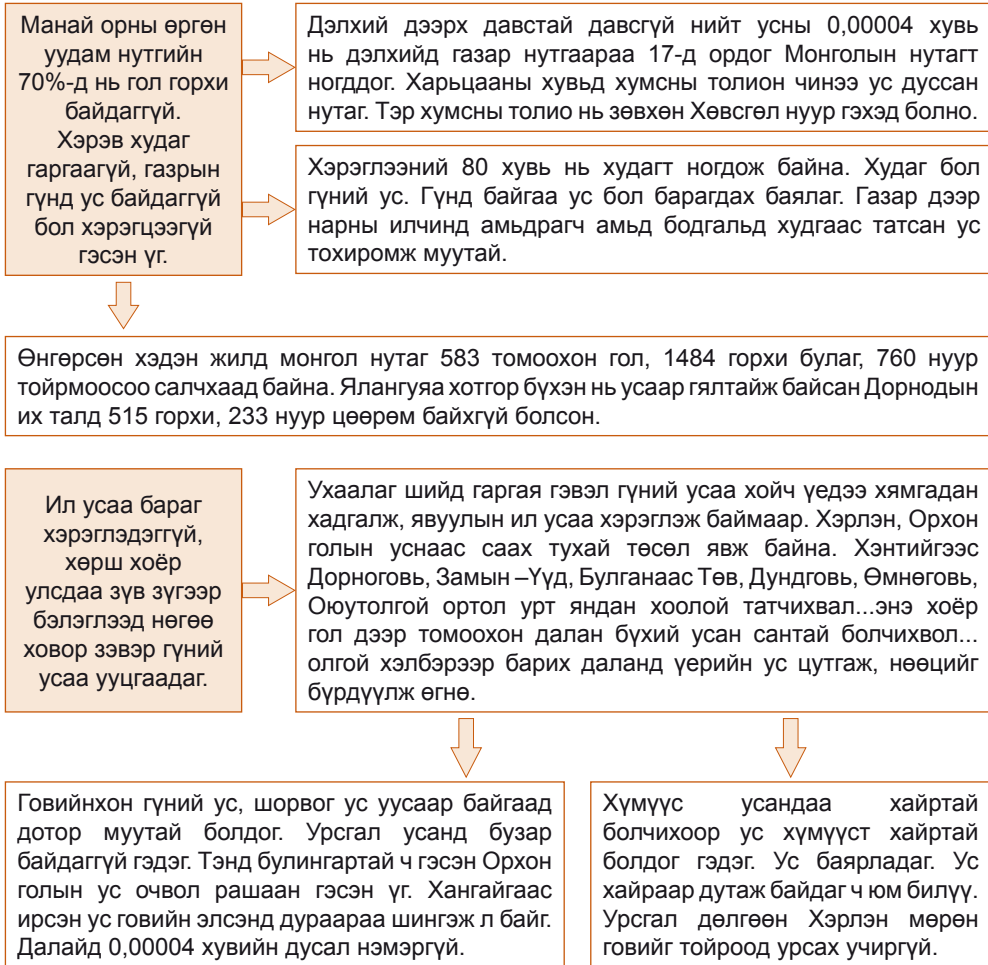 Манай орны өргөн
уудам нутгийн
70%-д нь гол горхи
байдаггүй.
Хэрэв худаг
гаргаагүй, газрын
гүнд ус байдаггүй
бол хэрэгцээгүй
гэсэн үг.
Дэлхий дээрх давстай давсгүй нийт усны 0,00004 хувь
нь дэлхийд газар нутгаараа 17-д ордог Монголын нутагт
ногддог. Харьцааны хувьд хумсны толион чинээ ус дуссан
нутаг. Тэр хумсны толио нь зөвхөн Хөвсгөл нуур гэхэд болно.
Хэрэглээний 80 хувь нь худагт ногдож байна. Худаг бол
гүний ус. Гүнд байгаа ус бол барагдах баялаг. Газар дээр
нарны илчинд амьдрагч амьд бодгальд худгаас татсан ус
тохиромж муутай.
Өнгөрсөн хэдэн жилд монгол нутаг 583 томоохон гол, 1484 горхи булаг, 760 нуур
тойрмоосоо салчхаад байна. Ялангуяа хотгор бүхэн нь усаар гялтайж байсан Дорнодын
их талд 515 горхи, 233 нуур цөөрөм байхгүй болсон.
Ил усаа бараг
хэрэглэдэггүй,
хөрш хоёр
улсдаа зүв зүгээр
бэлэглээд нөгөө
ховор зэвэр гүний
усаа ууцгаадаг.
Ухаалаг шийд гаргая гэвэл гүний усаа хойч үедээ хямгадан
хадгалж, явуулын ил усаа хэрэглэж баймаар. Хэрлэн, Орхон
голын уснаас саах тухай төсөл явж байна. Хэнтийгээс
Дорноговь, Замын –Үүд, Булганаас Төв, Дундговь, Өмнөговь,
Оюутолгой ортол урт яндан хоолой татчихвал...энэ хоёр
гол дээр томоохон далан бүхий усан сантай болчихвол...
олгой хэлбэрээр барих даланд үерийн ус цутгаж, нөөцийг
бүрдүүлж өгнө.
Говийнхон гүний ус, шорвог ус уусаар байгаад
дотор муутай болдог. Урсгал усанд бузар
байдаггүй гэдэг. Тэнд булингартай ч гэсэн Орхон
голын ус очвол рашаан гэсэн үг. Хангайгаас
ирсэн ус говийн элсэнд дураараа шингэж л байг.
Далайд 0,00004 хувийн дусал нэмэргүй.
Хүмүүс усандаа хайртай
болчихоор ус хүмүүст хайртай
болдог гэдэг. Ус баярладаг. Ус
хайраар дутаж байдаг ч юм билүү.
Урсгал дөлгөөн Хэрлэн мөрөн
говийг тойроод урсах учиргүй.